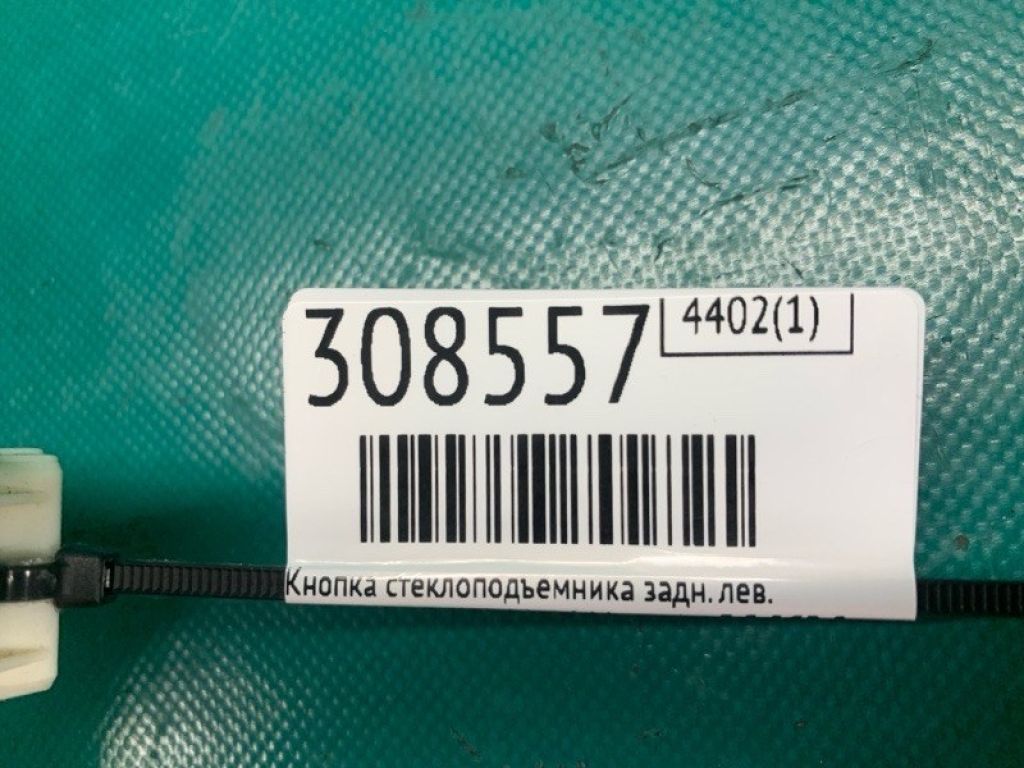 308557
4402(1)
Кнопка стеклоподъемника задн. лев.